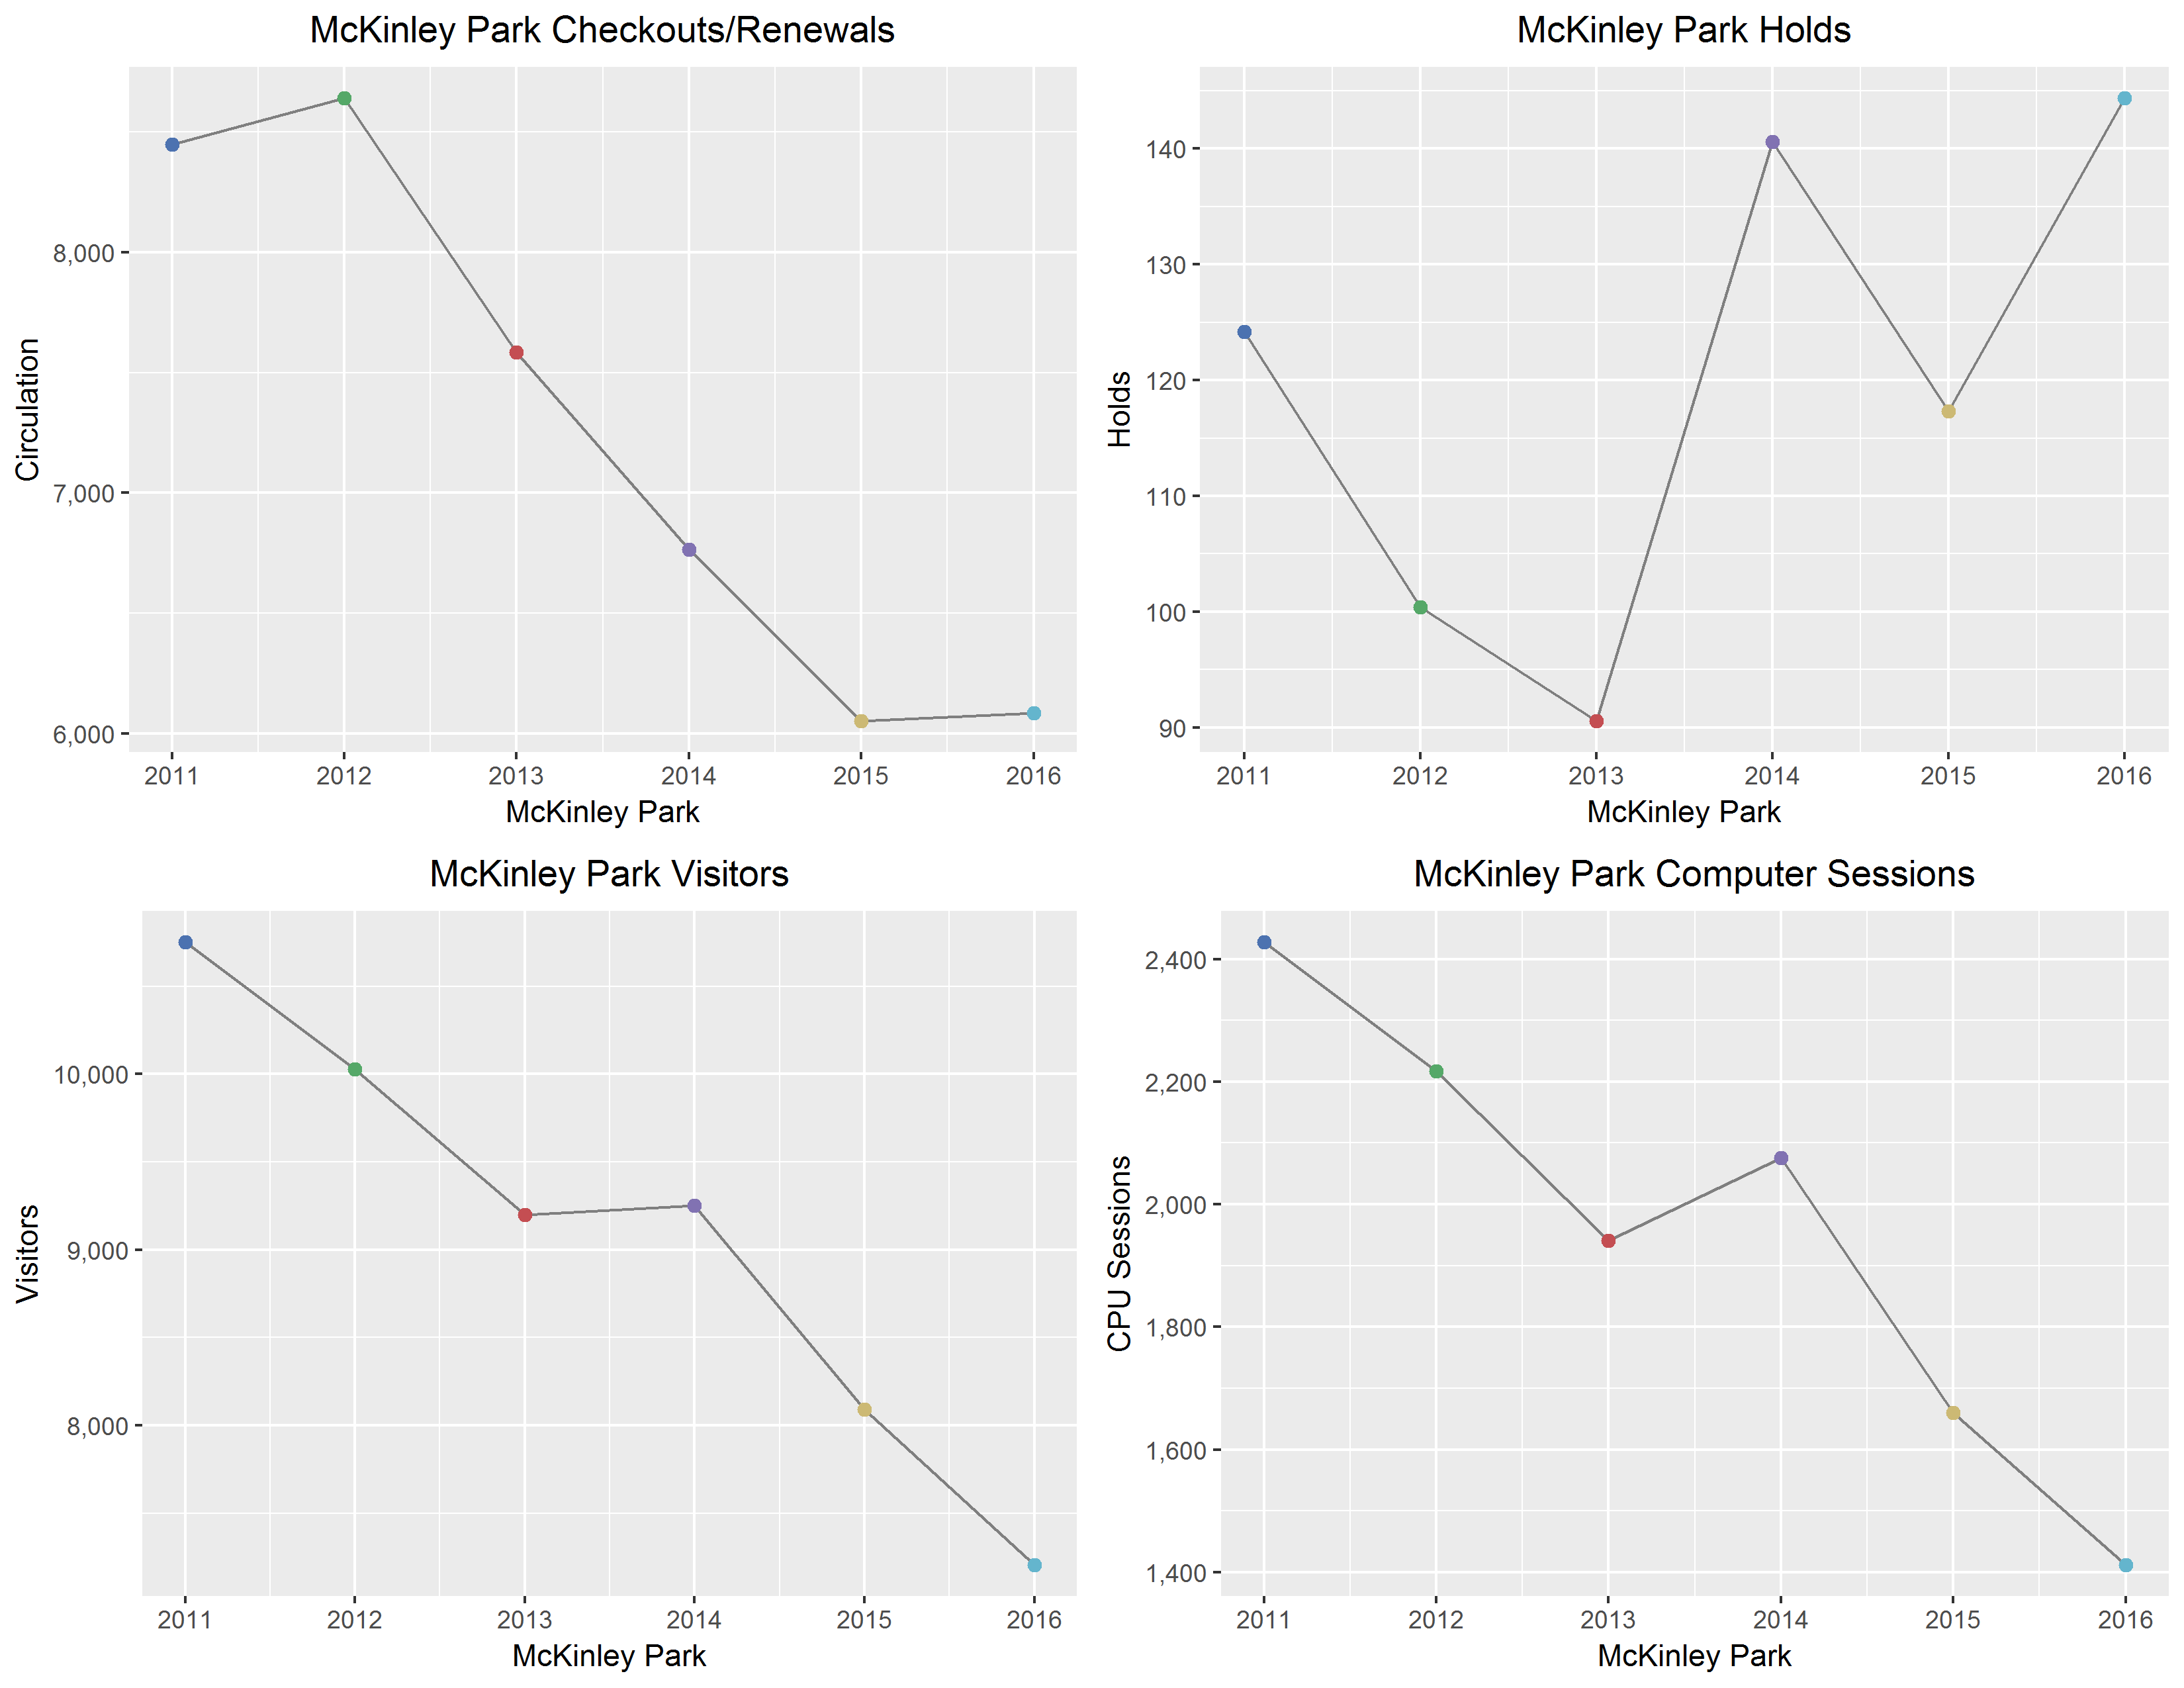 McKinley Park Checkouts/Renewals
Circulation
8,000
7,000
6,000
2011 2012 2013 2014 2015 2016
McKinley Park
McKinley Park Holds
Holds
140
130
120
110
100
90
2011 2012 2013 2014 2015 2016
McKinley Park
McKinley Park Visitors
Visitors
10,000
9,000
8,000
2011 2012 2013 2014 2015 2016
McKinley Park
McKinley Park Computer Sessions
CPU Sessions
2,400
2,200
2,000
1,800
1,600
1,400
2011 2012 2013 2014 2015 2016
McKinley Park